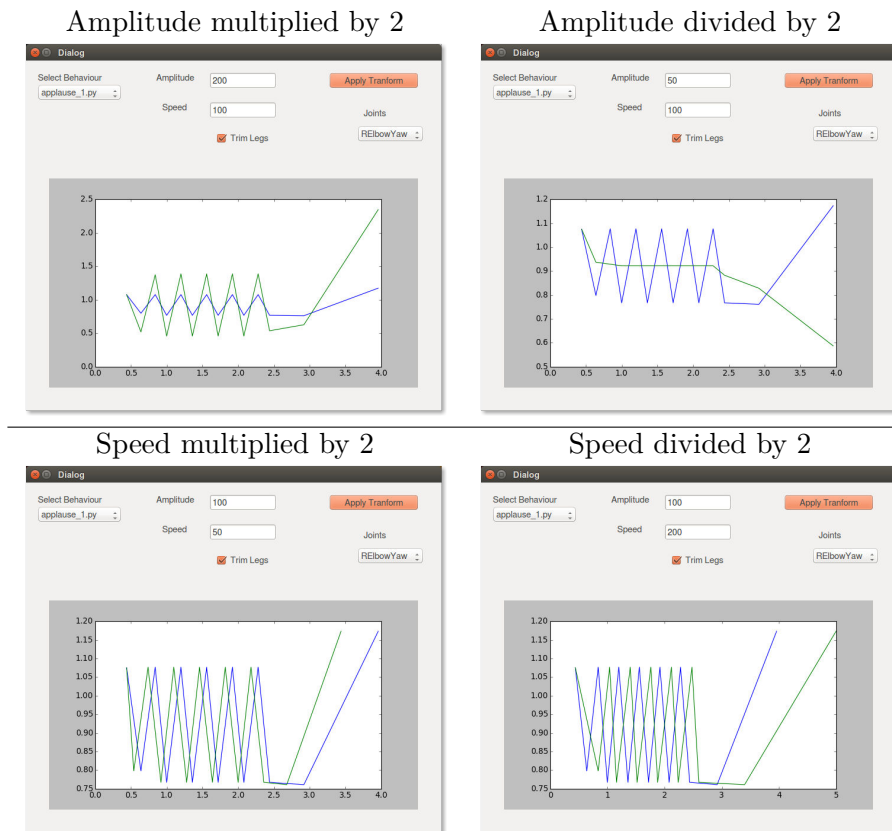 Amplitude multiplied by 2
Dialog
Select Behaviour
Amplitude
200
Apply Tranform
applause_1.py
Speed
100
Joints
Trim Legs
RElbowYaw
2.5
2.0
1.5
1.0
0.5
0.0
0.0 0.5 1.0 1.5 2.0 2.5 3.0 3.5 4.0
Amplitude divided by 2
Dialog
Select Behaviour
Amplitude
50
Apply Tranform
applause_1.py
Speed
100
Joints
Trim Legs
RElbowYaw
1.2
1.1
1.0
0.9
0.8
0.7
0.6
0.5
0.0 0.5 1.0 1.5 2.0 2.5 3.0 3.5 4.0
Speed multiplied by 2
Dialog
Select Behaviour
Amplitude
100
Apply Tranform
applause_1.py
Speed
50
Joints
Trim Legs
RElbowYaw
1.20
1.15
1.10
1.05
1.00
0.95
0.90
0.85
0.80
0.75
0.0 0.5 1.0 1.5 2.0 2.5 3.0 3.5 4.0
Speed divided by 2
Dialog
Select Behaviour
Amplitude
100
Apply Tranform
applause_1.py
Speed
200
Joints
Trim Legs
RElbowYaw
1.20
1.15
1.10
1.05
1.00
0.95
0.90
0.85
0.80
0.75
0 1 2 3 4 5